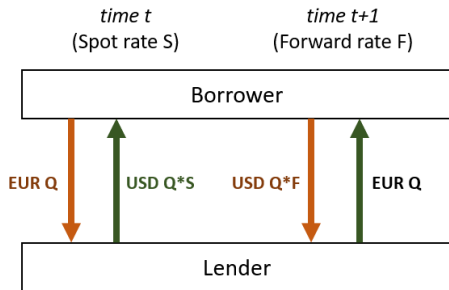 time t
(Spot rate S)
time t+1
(Forward rate F)
Borrower
EUR Q
USD Q*S
USD Q*F
EUR Q
Lender